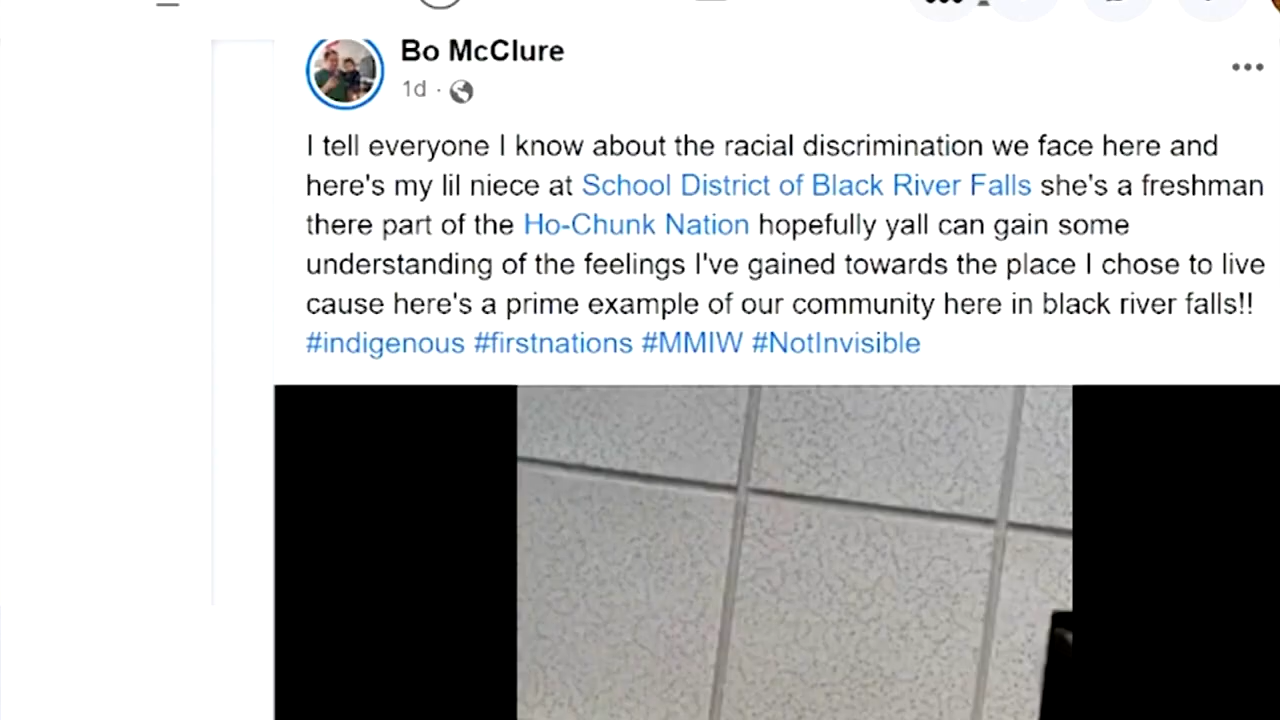 Bo McClure
1d ·
I tell everyone I know about the racial discrimination we face here and
here's my lil niece at School District of Black River Falls she's a freshman
there part of the Ho-Chunk Nation hopefully yall can gain some
understanding of the feelings I've gained towards the place I chose to live
cause here's a prime example of our community here in black river falls!!
#indigenous #firstnations #MMIW #NotInvisible